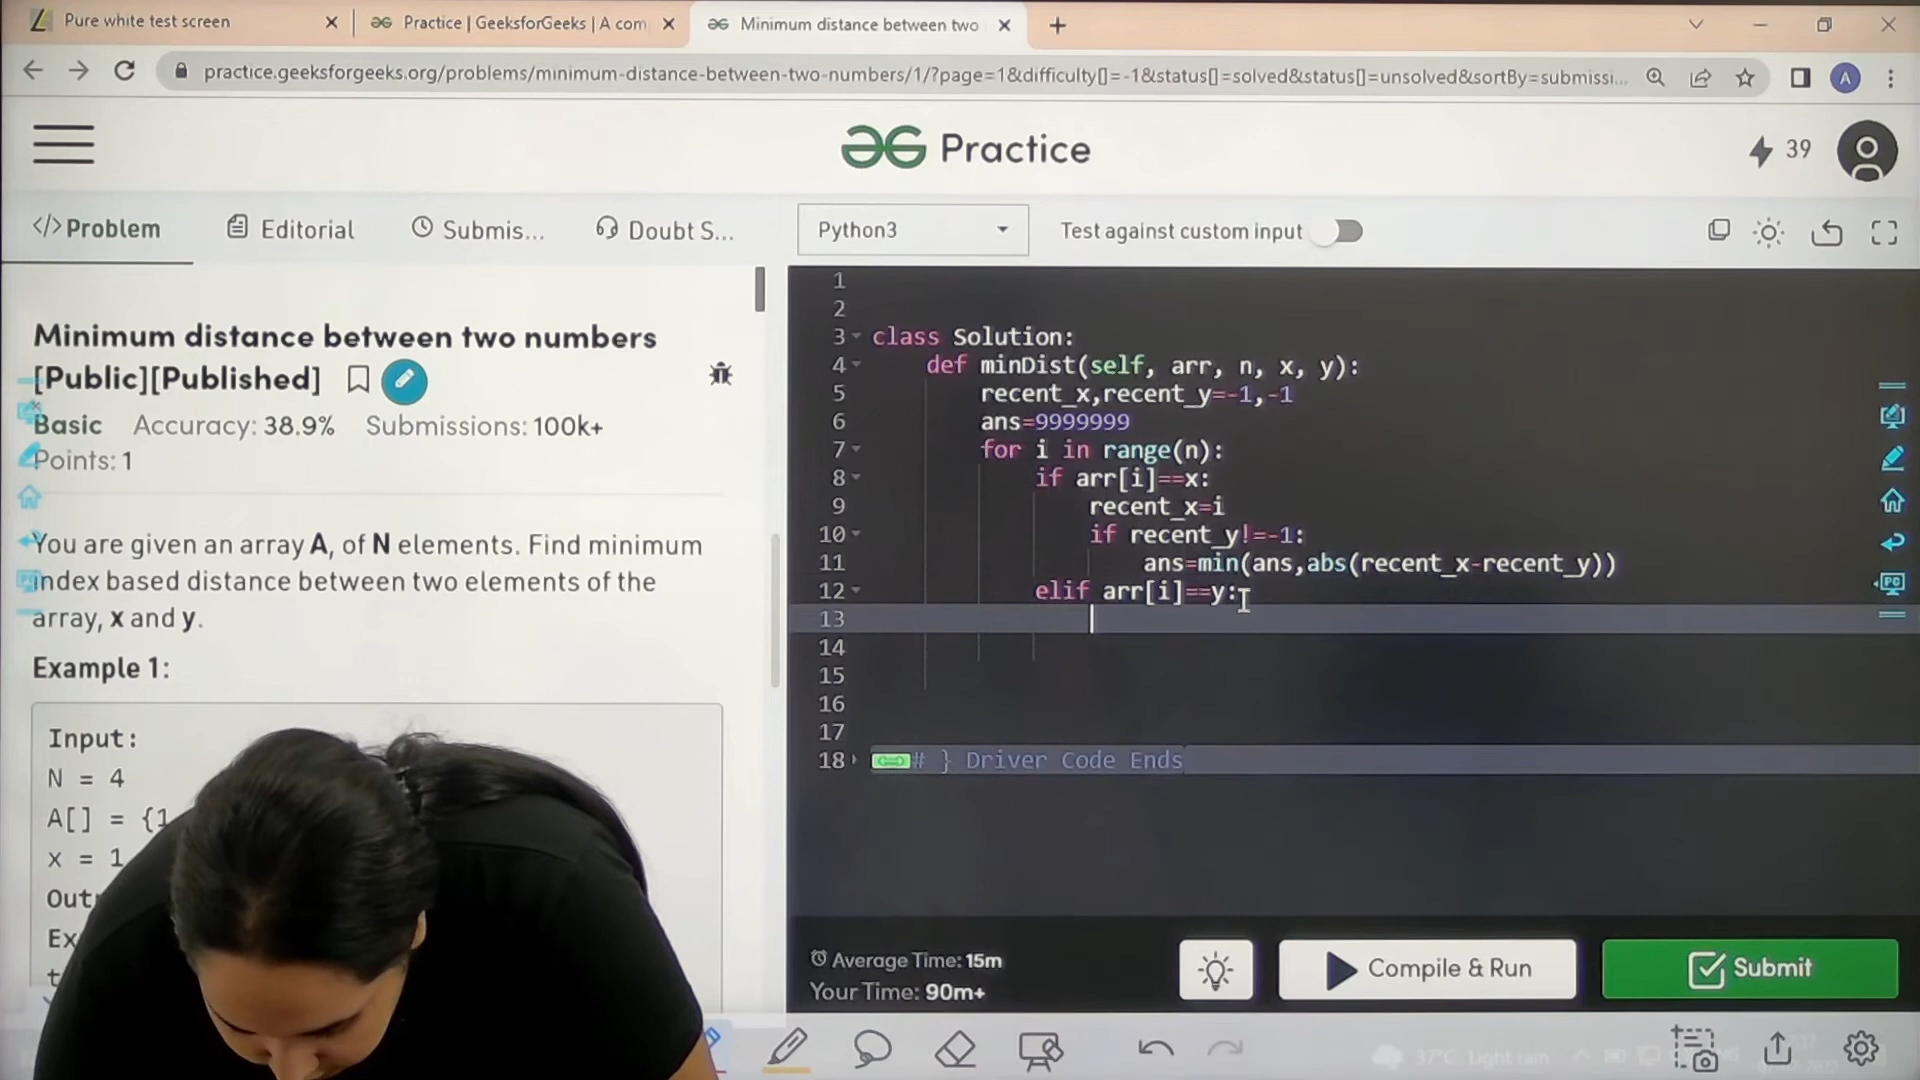 Pure white test screen
Practice | GeeksforGeeks | A com
Minimum distance between two
practice.geeksforgeeks.org/problems/minimum-distance-between-two-numbers/1/?page=1&difficulty[]=-1&status[]=solved&status[]=unsolved&sortBy=submissi...
A
Practice
39
</> Problem
Editorial
Submis...
Doubt S...
Python3
Test against custom input
Minimum distance between two numbers
[Public][Published]
Basic Accuracy: 38.9% Submissions: 100k+
Points: 1
You are given an array A, of N elements. Find minimum
index based distance between two elements of the
array, x and y.
Example 1:
Input:
N = 4
A[] = {1
x = 1
Out
Ex
t
1
2
3 class Solution:
4 def minDist(self, arr, n, x, y):
5 recent_x,recent_y=-1,-1
6 ans=9999999
7 for i in range(n):
8 if arr[i]==x:
9 recent_x=i
10 if recent_y!=-1:
11 ans=min(ans,abs(recent_x-recent_y))
12 elif arr[i]==y:
13
14
15
16
17
18 # } Driver Code Ends
Average Time: 15m
Your Time: 90m+
Compile & Run
Submit
37°C Light rain